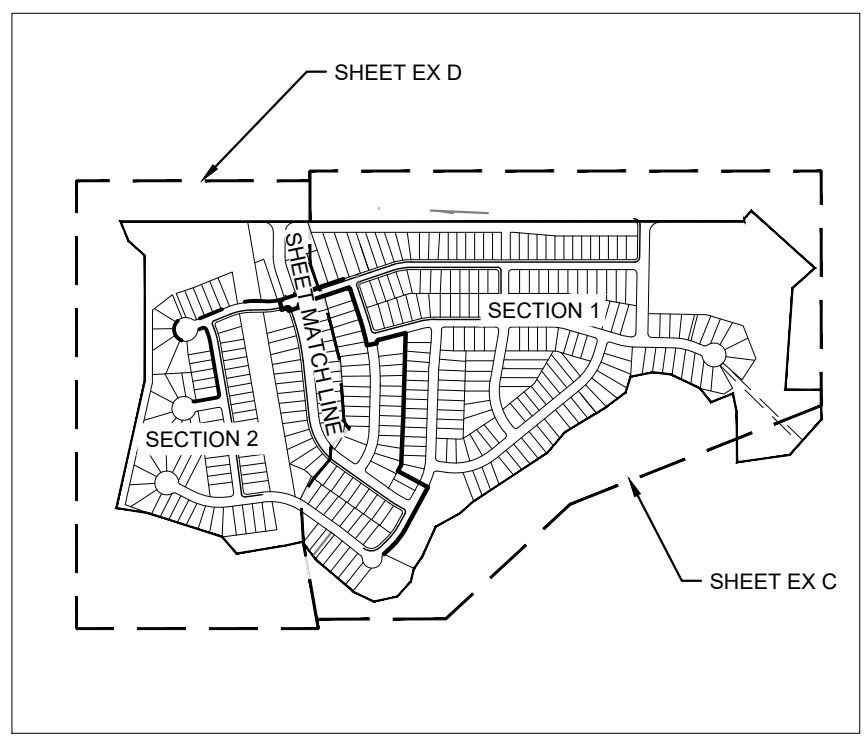 SHEET EX D
SHEET MATCH LINE
SECTION 1
SECTION 2
SHEET EX C